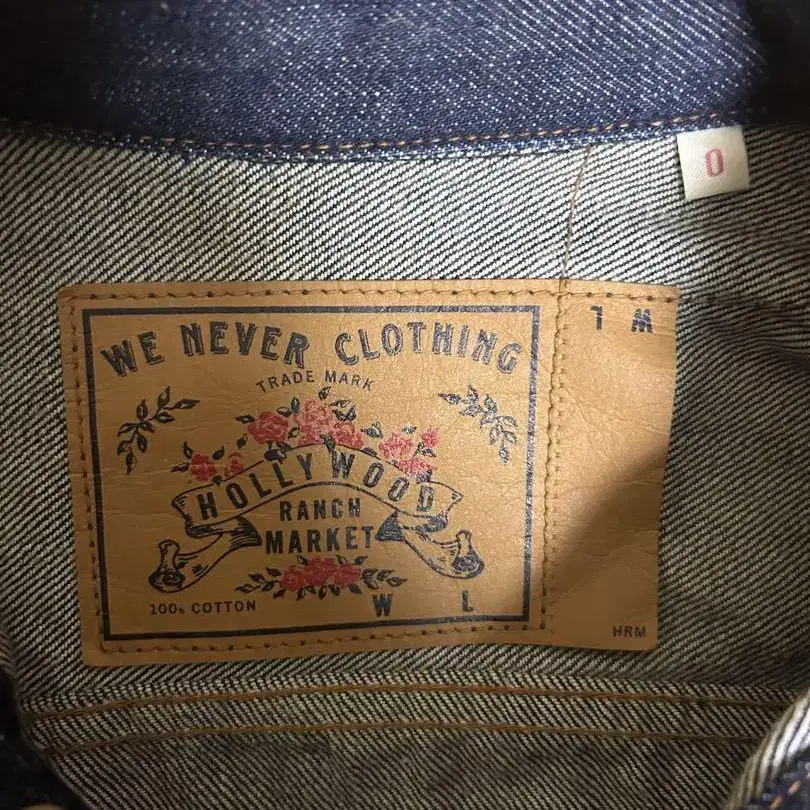 0
L W
WE NEVER CLOTHING
TRADE MARK
HOLLYWOOD
RANCH
MARKET
100% COTTON
W L
HRM